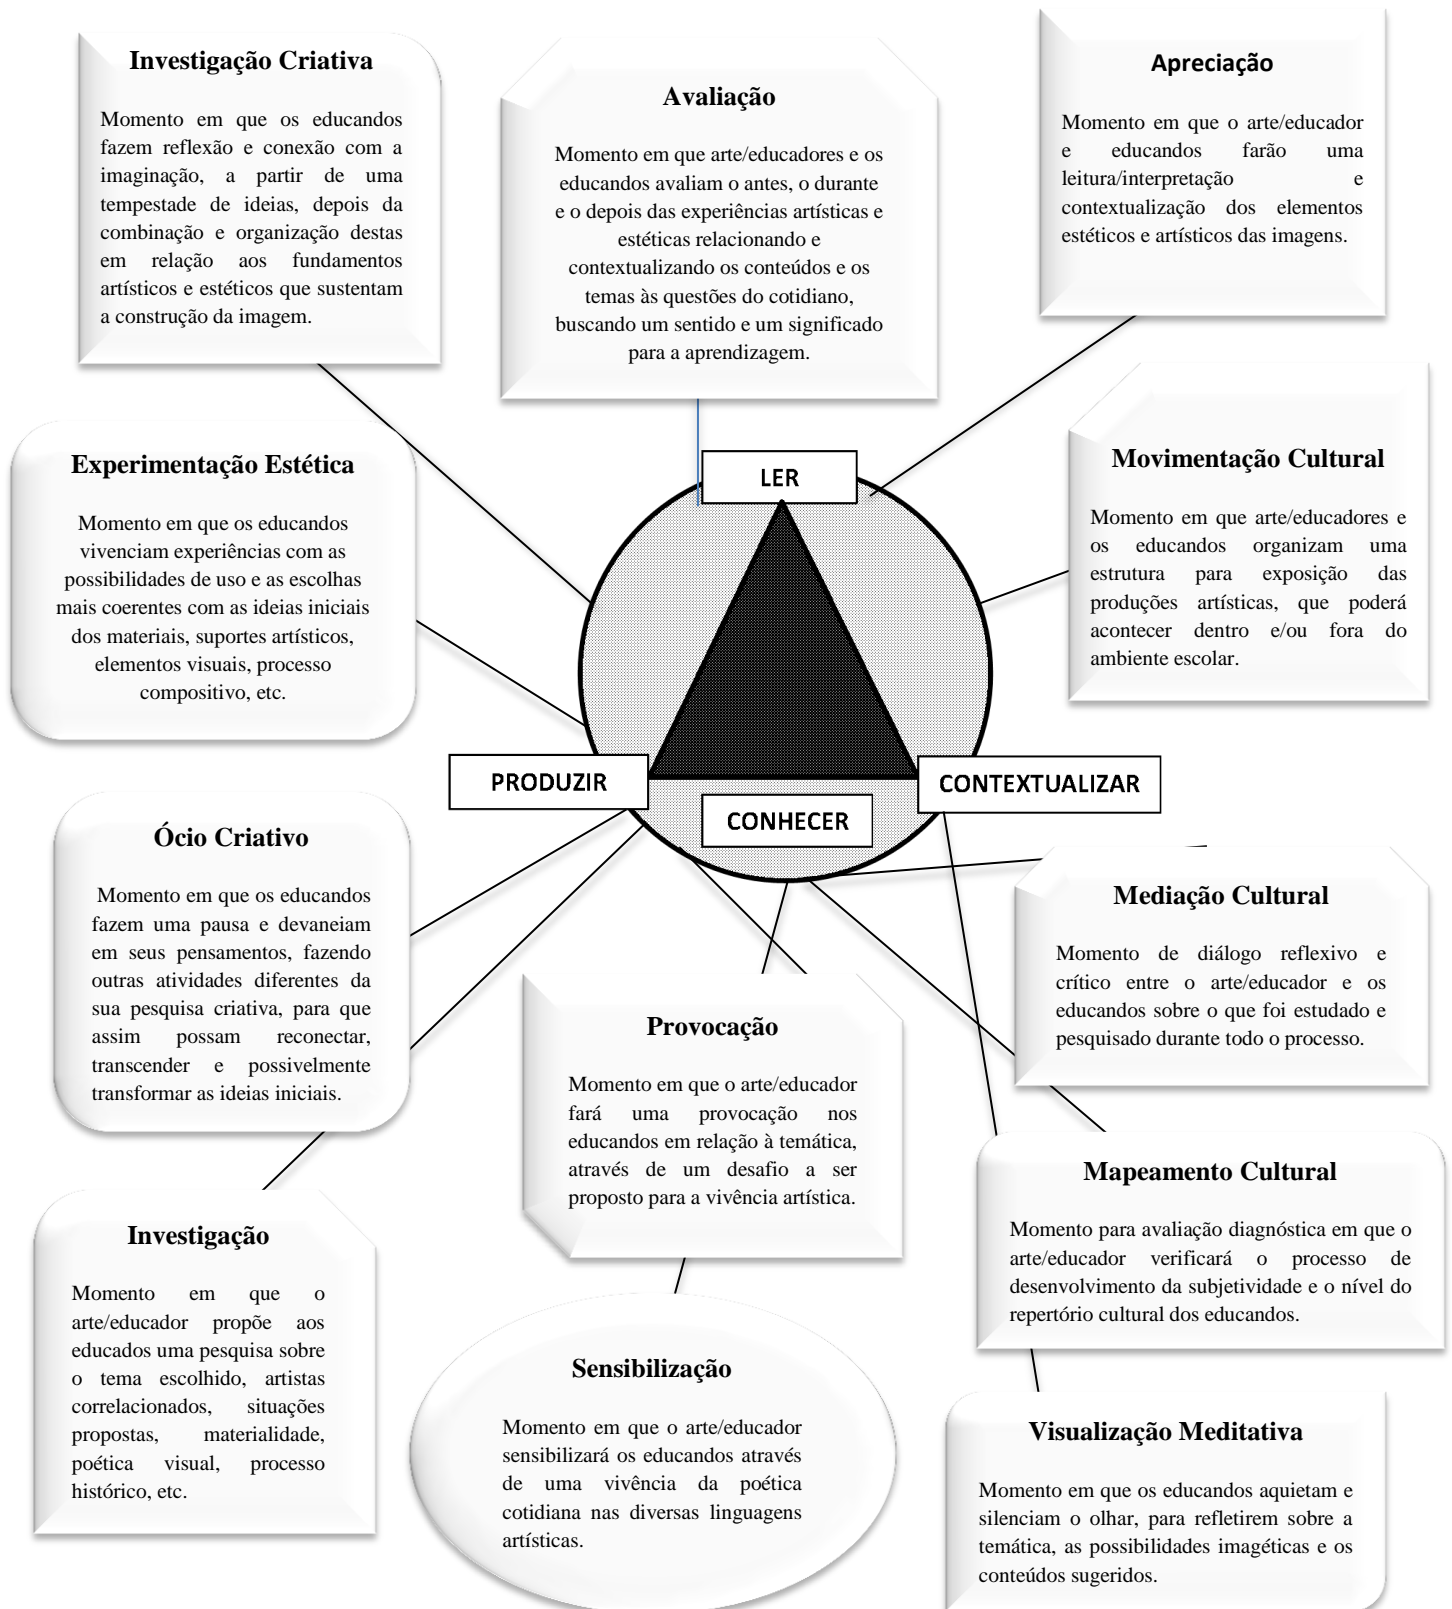 Investigação Criativa
Momento em que os educandos
fazem reflexão e conexão com a
imaginação, a partir de uma
tempestade de ideias, depois da
combinação e organização destas
em relação aos fundamentos
artísticos e estéticos que sustentam
a construção da imagem.
Avaliação
Momento em que arte/educadores e os
educandos avaliam o antes, o durante
e o depois das experiências artísticas e
estéticas relacionando e
contextualizando os conteúdos e os
temas às questões do cotidiano,
buscando um sentido e um significado
para a aprendizagem.
Apreciação
Momento em que o arte/educador
e educandos farão uma
leitura/interpretação e
contextualização dos elementos
estéticos e artísticos das imagens.
Experimentação Estética
Momento em que os educandos
vivenciam experiências com as
possibilidades de uso e as escolhas
mais coerentes com as ideias iniciais
dos materiais, suportes artísticos,
elementos visuais, processo
compositivo, etc.
LER
Movimentação Cultural
Momento em que arte/educadores e
os educandos organizam uma
estrutura para exposição das
produções artísticas, que poderá
acontecer dentro e/ou fora do
ambiente escolar.
PRODUZIR
CONHECER
CONTEXTUALIZAR
Ócio Criativo
Momento em que os educandos
fazem uma pausa e devaneiam
em seus pensamentos, fazendo
outras atividades diferentes da
sua pesquisa criativa, para que
assim possam reconectar,
transcender e possivelmente
transformar as ideias iniciais.
Mediação Cultural
Momento de diálogo reflexivo e
crítico entre o arte/educador e os
educandos sobre o que foi estudado e
pesquisado durante todo o processo.
Provocação
Momento em que o arte/educador
fará uma provocação nos
educandos em relação à temática,
através de um desafio a ser
proposto para a vivência artística.
Mapeamento Cultural
Momento para avaliação diagnóstica em que o
arte/educador verificará o processo de
desenvolvimento da subjetividade e o nível do
repertório cultural dos educandos.
Investigação
Momento em que o
arte/educador propõe aos
educados uma pesquisa sobre
o tema escolhido, artistas
correlacionados, situações
propostas, materialidade,
poética visual, processo
histórico, etc.
Sensibilização
Momento em que o arte/educador
sensibilizará os educandos através
de uma vivência da poética
cotidiana nas diversas linguagens
artísticas.
Visualização Meditativa
Momento em que os educandos aquietam e
silenciam o olhar, para refletirem sobre a
temática, as possibilidades imagéticas e os
conteúdos sugeridos.